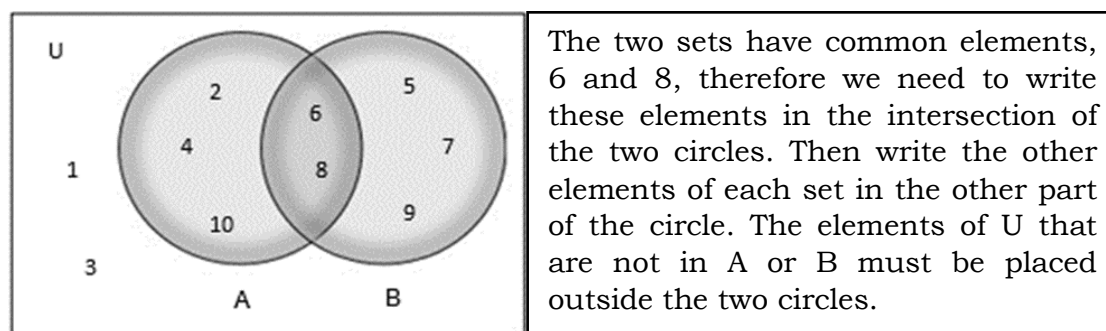 U
2
5
6
4
7
1
8
10
9
3
A
B
The two sets have common elements,
6 and 8, therefore we need to write
these elements in the intersection of
the two circles. Then write the other
elements of each set in the other part
of the circle. The elements of U that
are not in A or B must be placed
outside the two circles.